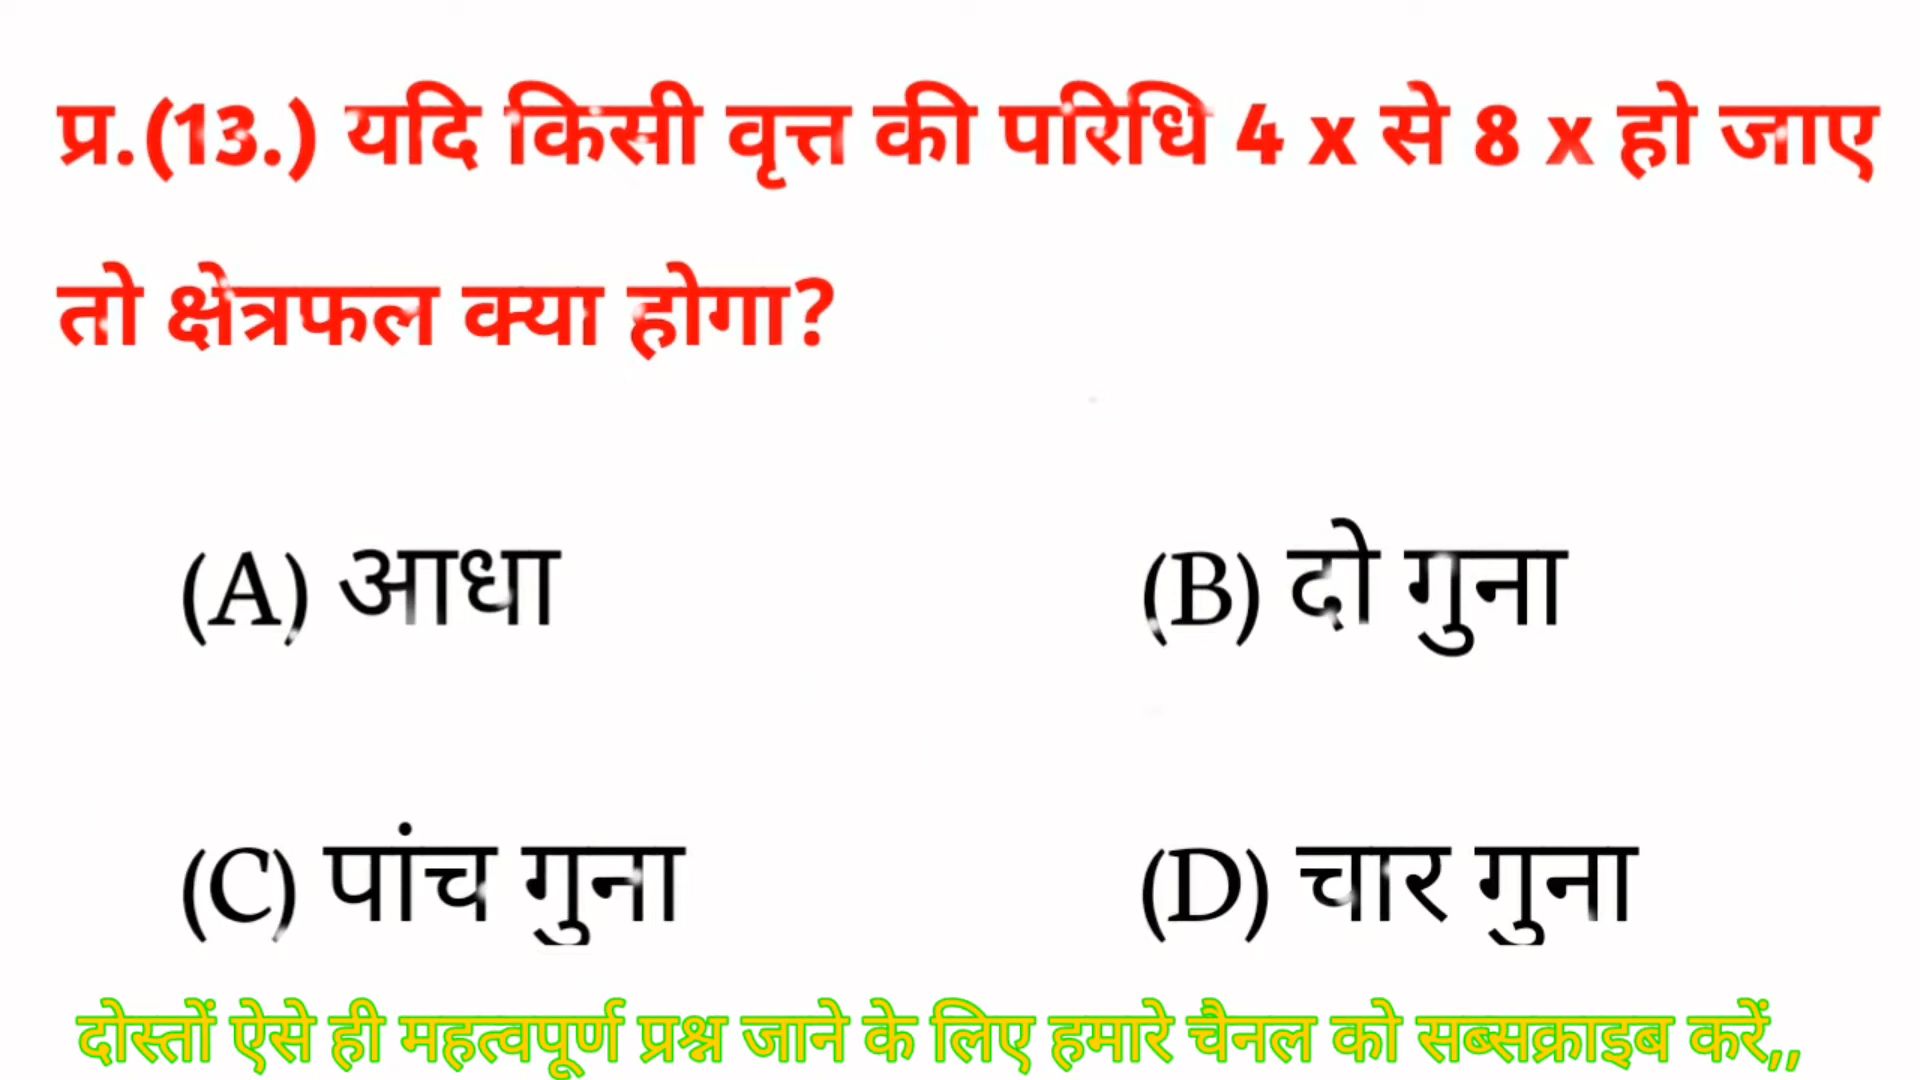 प्र.(13.) यदि किसी वृत्त की परिधि 4 x से 8 x हो जाए
तो क्षेत्रफल क्या होगा?
(A) आधा (B) दो गुना
(C) पांच गुना (D) चार गुना
दोस्तों ऐसे ही महत्वपूर्ण प्रश्न जाने के लिए हमारे चैनल को सब्सक्राइब करें,,